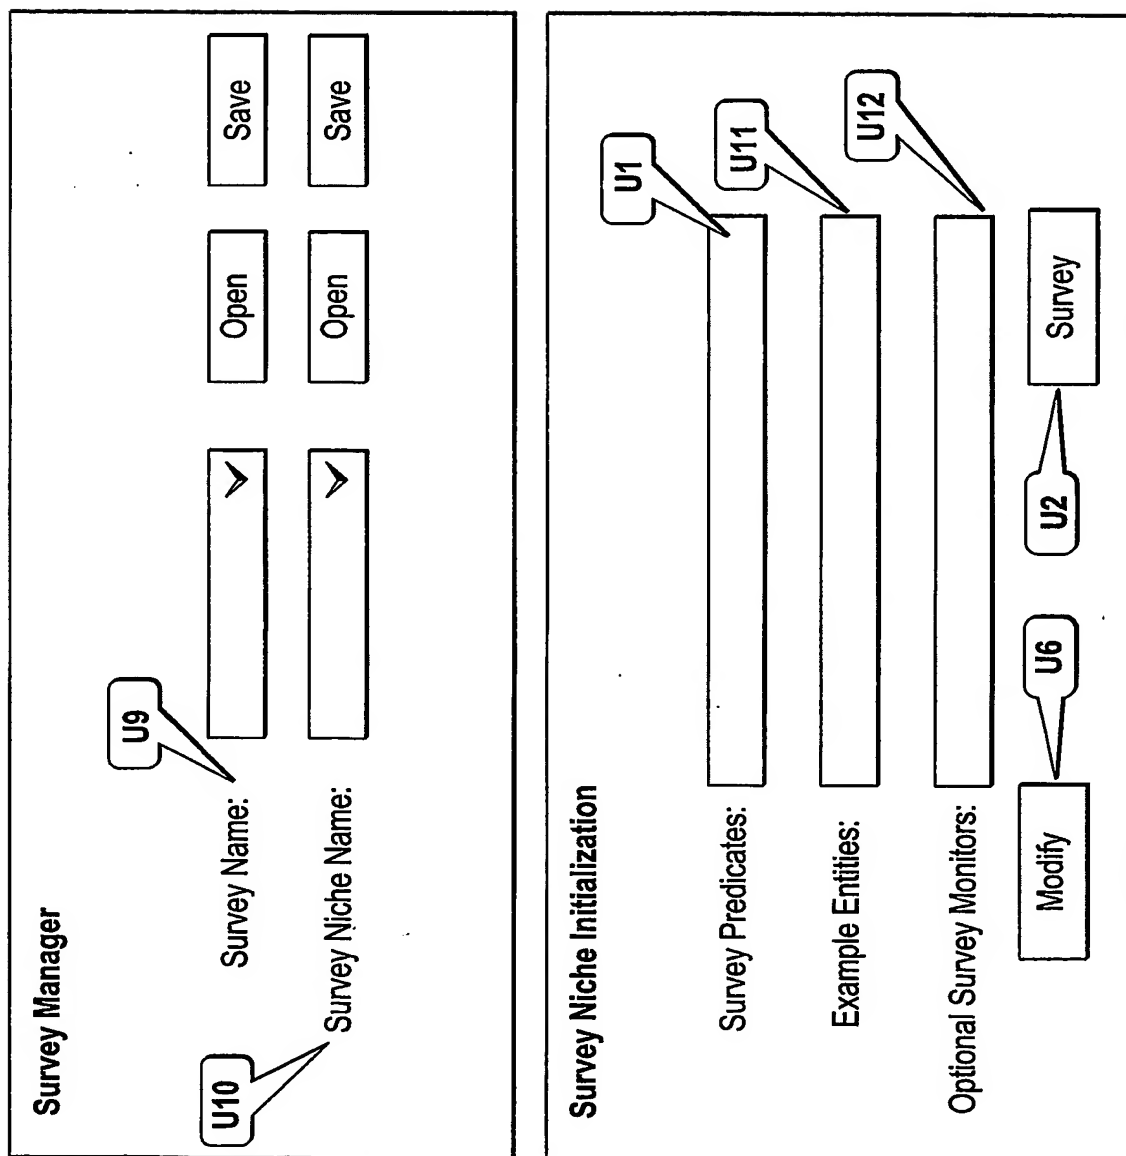 Survey Manager
U9
Survey Name:
Open
Save
U10
Survey Niche Name:
Open
Save
Survey Niche Initialization
U1
Survey Predicates:
U11
Example Entities:
U12
Optional Survey Monitors:
Modify
U6
U2
Survey